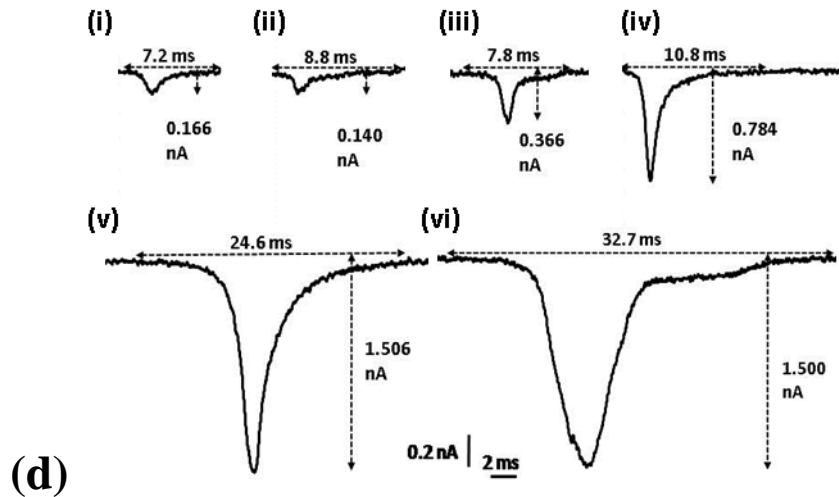 (i) (ii) (iii) (iv)
7.2 ms 8.8 ms 7.8 ms 10.8 ms
0.166 nA
0.140 nA
0.366 nA
0.784 nA
(v) (vi)
24.6 ms 32.7 ms
1.506 nA
1.500 nA
0.2 nA 2 ms
(d)